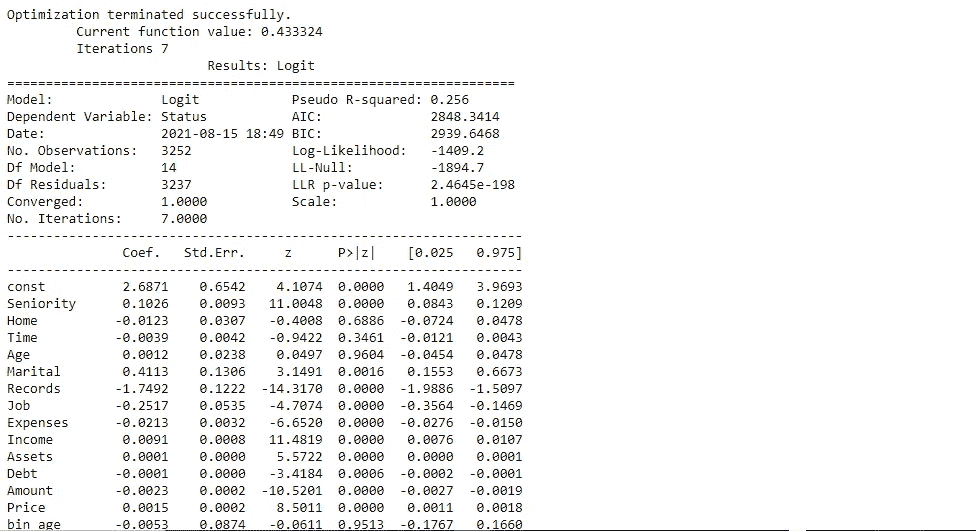 Optimization terminated successfully.
Current function value: 0.433324
Iterations 7
Results: Logit
=================================================================
Model: Logit Pseudo R-squared: 0.256
Dependent Variable: Status AIC: 2848.3414
Date: 2021-08-15 18:49 BIC: 2939.6468
No. Observations: 3252 Log-Likelihood: -1409.2
Df Model: 14 LL-Null: -1894.7
Df Residuals: 3237 LLR p-value: 2.4645e-198
Converged: 1.0000 Scale: 1.0000
No. Iterations: 7.0000
------------------------------------------------------------------
Coef. Std.Err. z P>|z| [0.025 0.975]
------------------------------------------------------------------
const 2.6871 0.6542 4.1074 0.0000 1.4049 3.9693
Seniority 0.1026 0.0093 11.0048 0.0000 0.0843 0.1209
Home -0.0123 0.0307 -0.4008 0.6886 -0.0724 0.0478
Time -0.0039 0.0042 -0.9422 0.3461 -0.0121 0.0043
Age 0.0012 0.0238 0.0497 0.9604 -0.0454 0.0478
Marital 0.4113 0.1306 3.1491 0.0016 0.1553 0.6673
Records -1.7492 0.1222 -14.3170 0.0000 -1.9886 -1.5097
Job -0.2517 0.0535 -4.7074 0.0000 -0.3564 -0.1469
Expenses -0.0213 0.0032 -6.6520 0.0000 -0.0276 -0.0150
Income 0.0091 0.0008 11.4819 0.0000 0.0076 0.0107
Assets 0.0001 0.0000 5.5722 0.0000 0.0000 0.0001
Debt -0.0001 0.0000 -3.4184 0.0006 -0.0002 -0.0001
Amount -0.0023 0.0002 -10.5201 0.0000 -0.0027 -0.0019
Price 0.0015 0.0002 8.5011 0.0000 0.0011 0.0018
bin_age -0.0053 0.0874 -0.0611 0.9513 -0.1767 0.1660